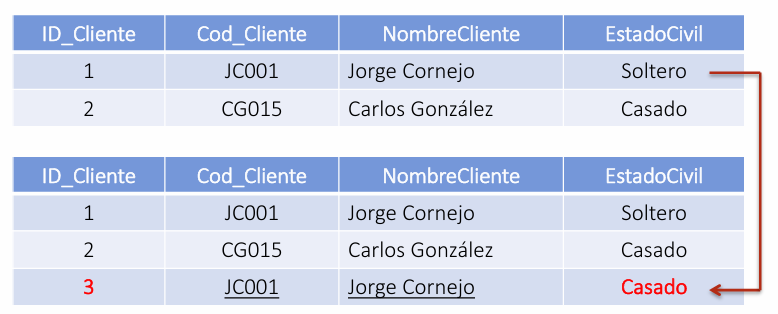 ID_Cliente Cod_Cliente NombreCliente EstadoCivil
1 JC001 Jorge Cornejo Soltero
2 CG015 Carlos González Casado
ID_Cliente Cod_Cliente NombreCliente EstadoCivil
1 JC001 Jorge Cornejo Soltero
2 CG015 Carlos González Casado
3 JC001 Jorge Cornejo Casado